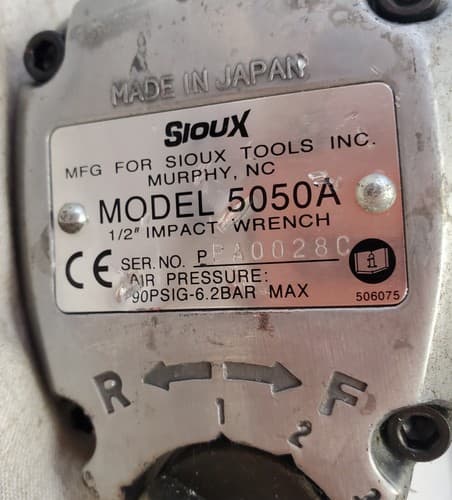 MADE IN JAPAN
SIOUX
MFG FOR SIOUX TOOLS INC.
MURPHY, NC
MODEL 5050A
1/2" IMPACT WRENCH
CE SER.NO. P
AIR PRESSURE:
90PSIG-6.2BAR MAX
506075
R F
1 2